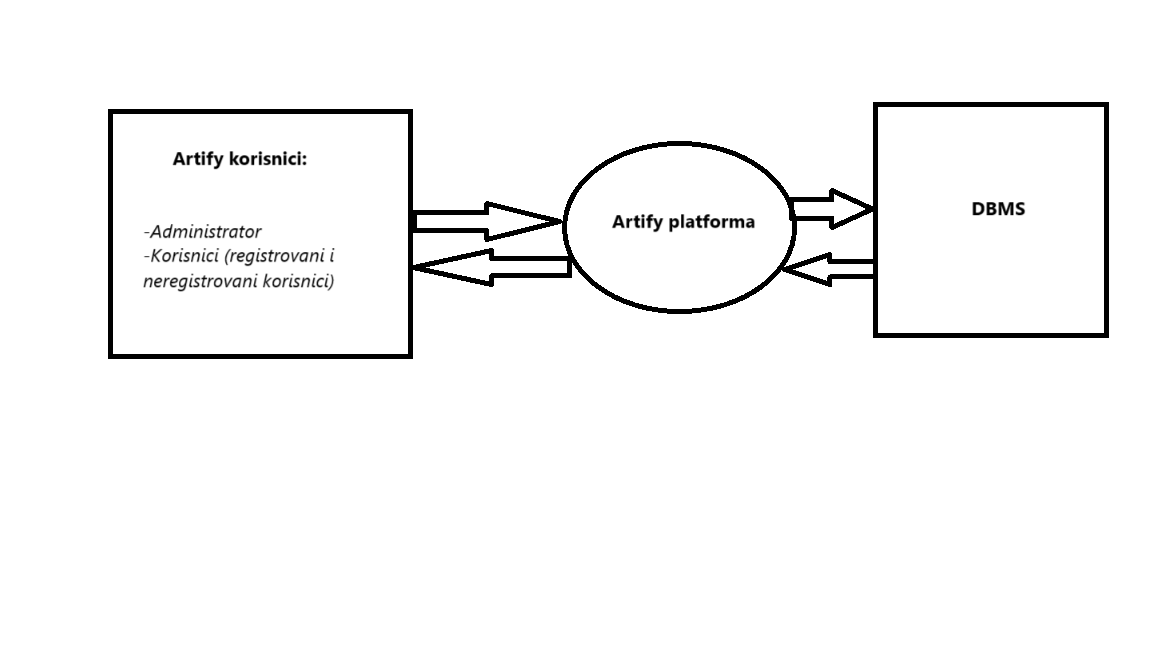 Artify korisnici:
-Administrator
-Korisnici (registrovani i
neregistrovani korisnici)
Artify platforma
DBMS